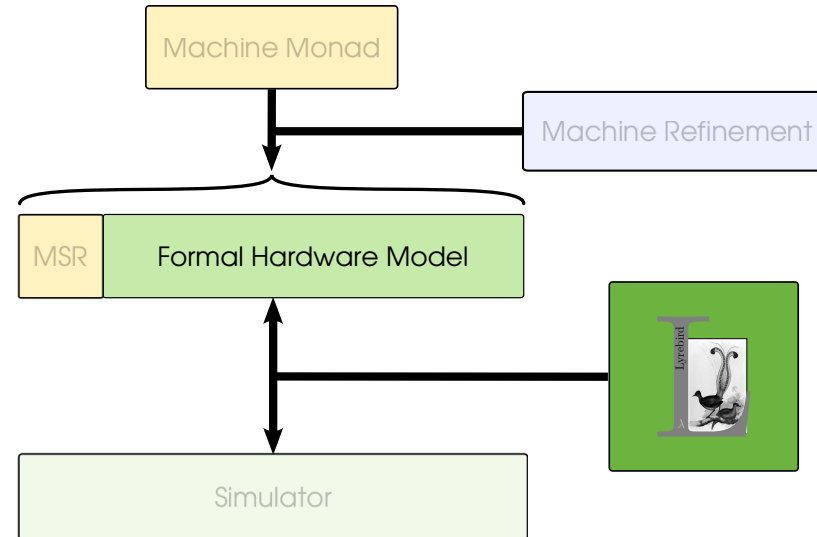 Machine Monad
Machine Refinement
MSR
Formal Hardware Model
Lyrebird
λ
Simulator